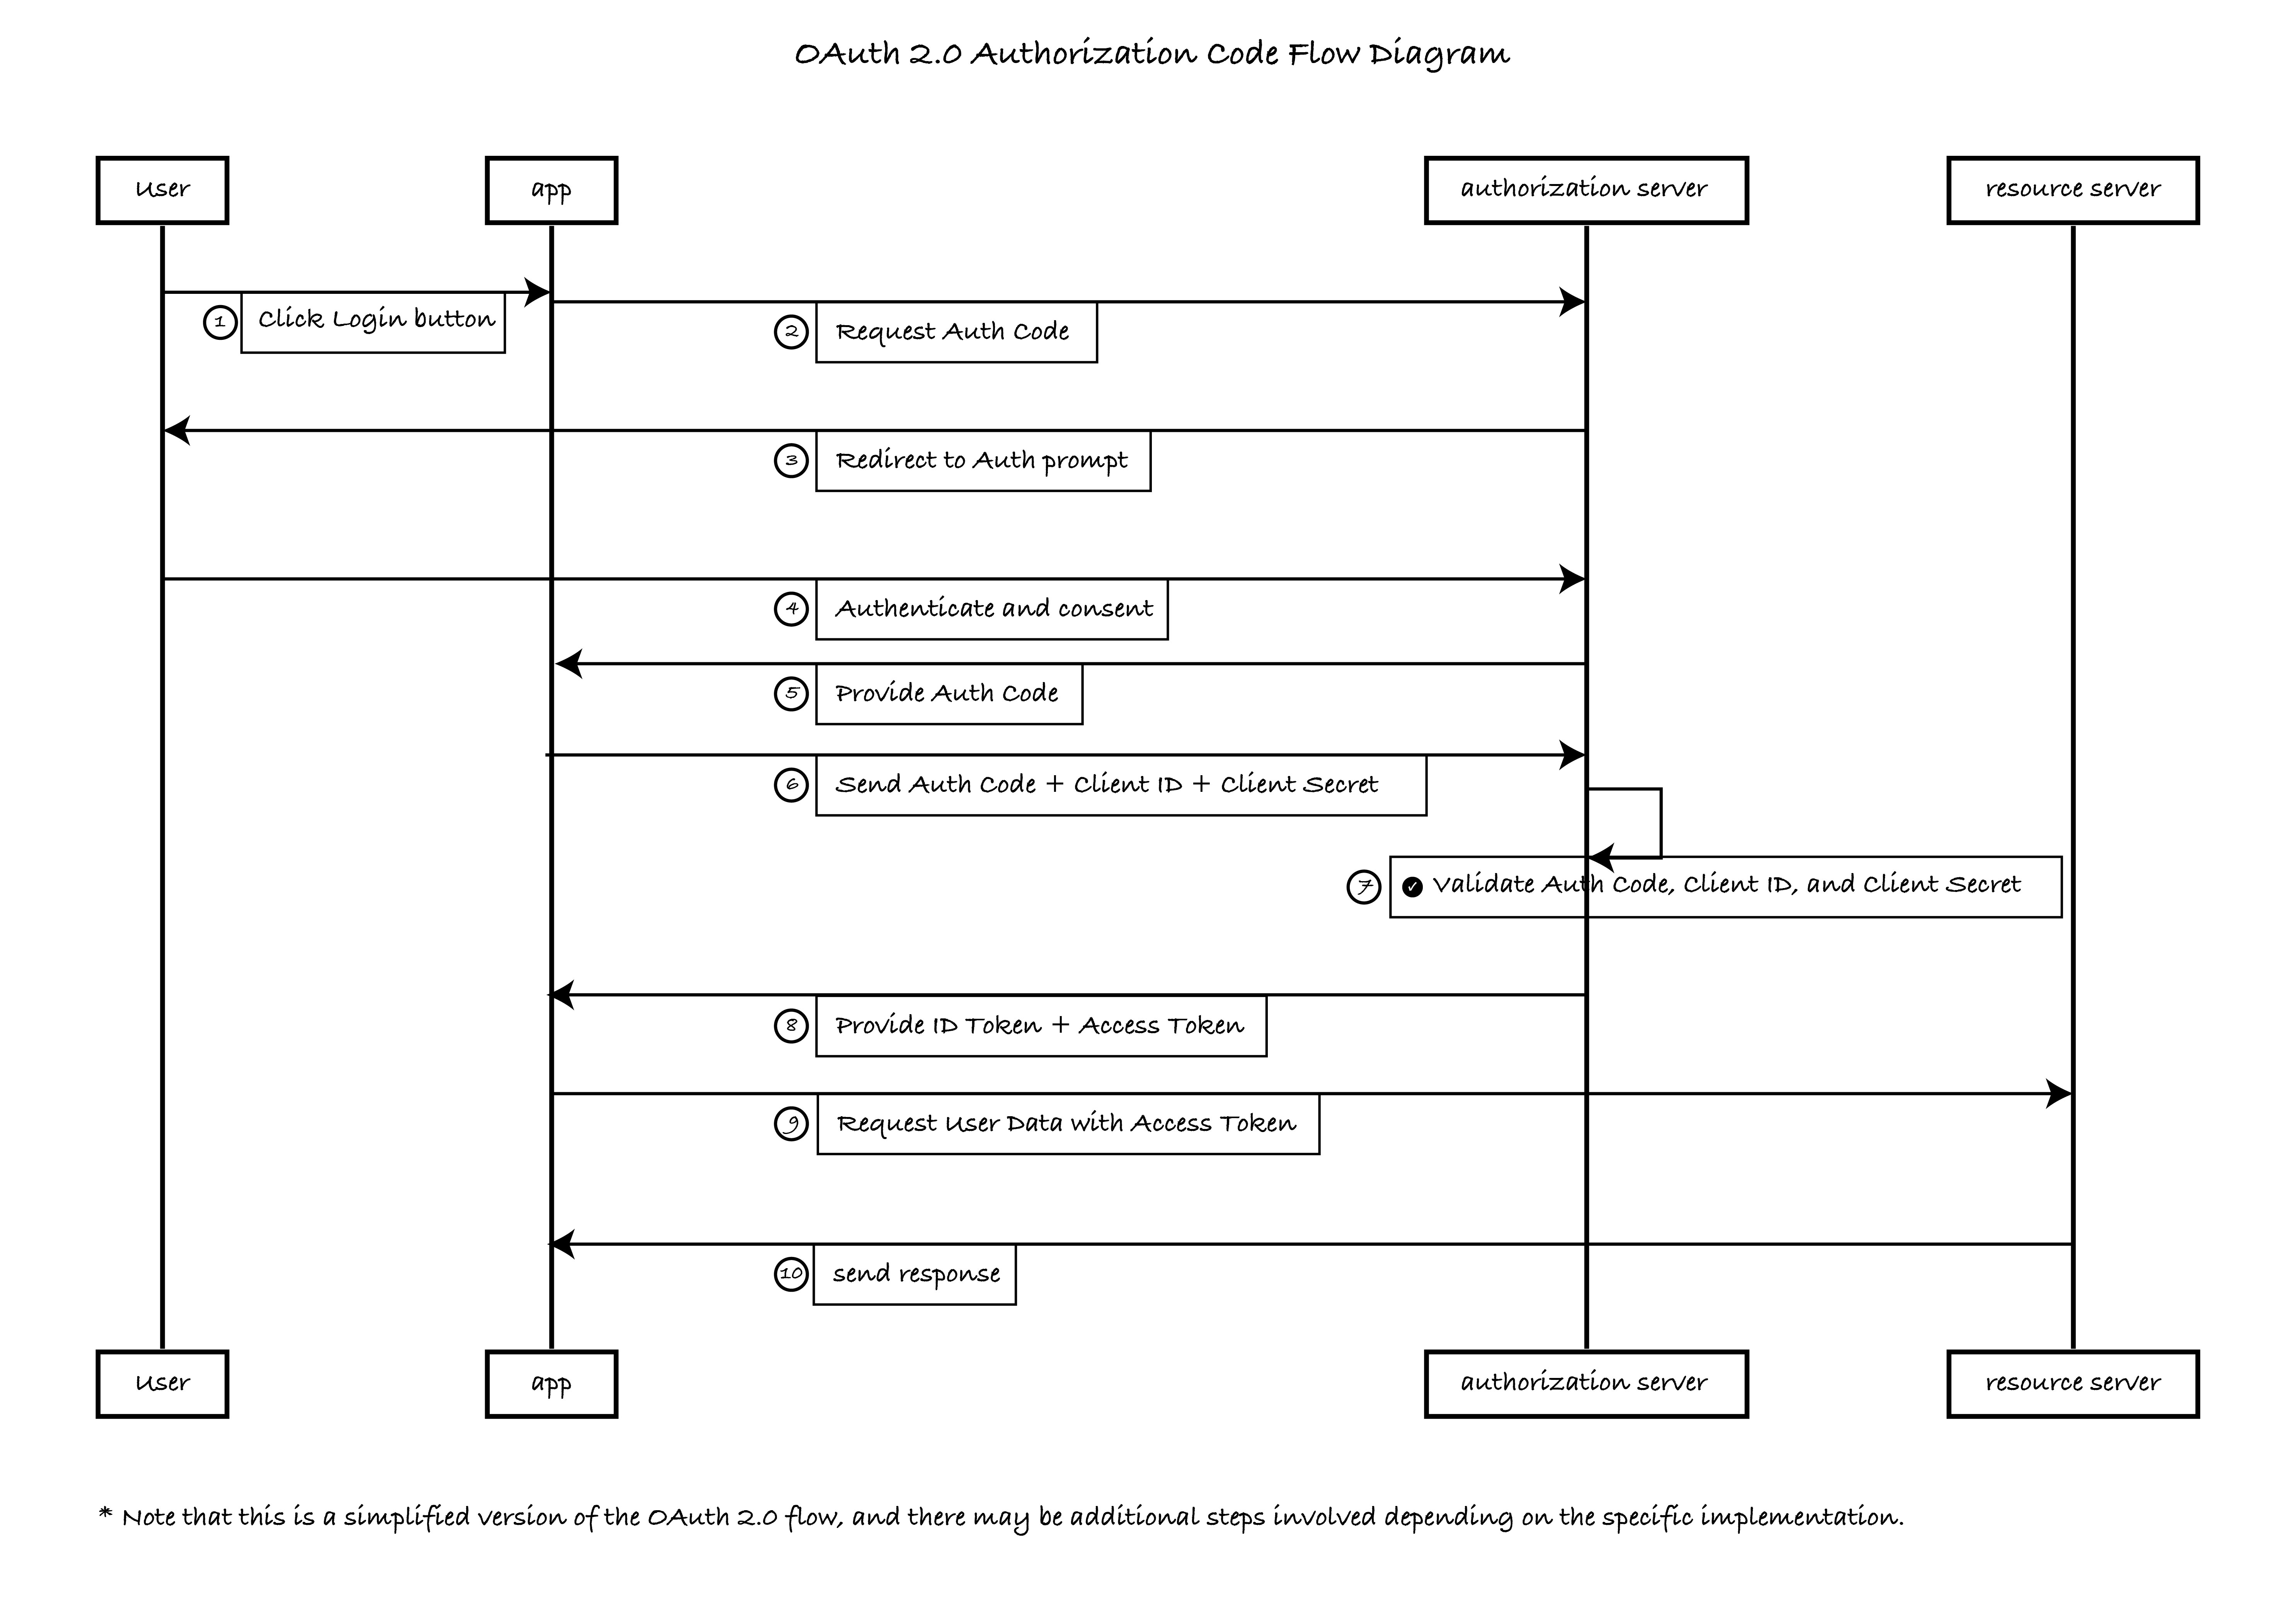 OAuth 2.0 Authorization Code Flow Diagram
User
app
authorization server
resource server
1 Click Login button
2 Request Auth Code
3 Redirect to Auth prompt
4 Authenticate and consent
5 Provide Auth Code
6 Send Auth Code + Client ID + Client Secret
7 ✓ Validate Auth Code, Client ID, and Client Secret
8 Provide ID Token + Access Token
9 Request User Data with Access Token
10 send response
User
app
authorization server
resource server
* Note that this is a simplified version of the OAuth 2.0 flow, and there may be additional steps involved depending on the specific implementation.